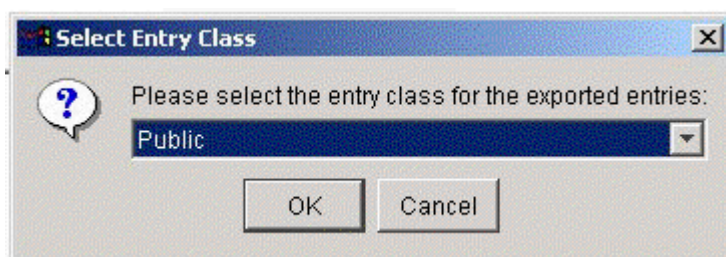 Select Entry Class
Please select the entry class for the exported entries:
Public
OK Cancel